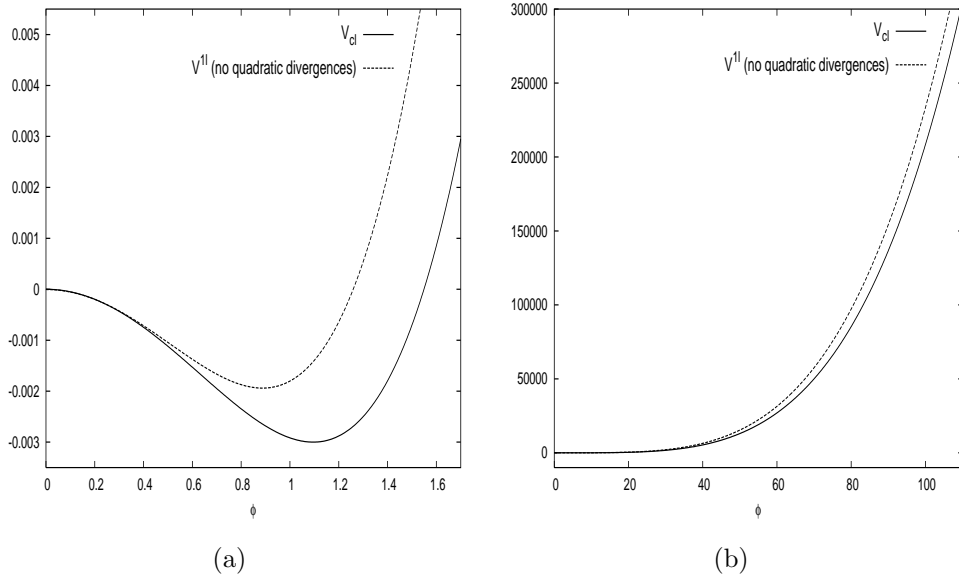 0.005
0.004
0.003
0.002
0.001
0
-0.001
-0.002
-0.003
0 0.2 0.4 0.6 0.8 1 1.2 1.4 1.6
ϕ
V_cl
V^1l (no quadratic divergences)
(a)
300000
250000
200000
150000
100000
50000
0
0 20 40 60 80 100
ϕ
V_cl
V^1l (no quadratic divergences)
(b)